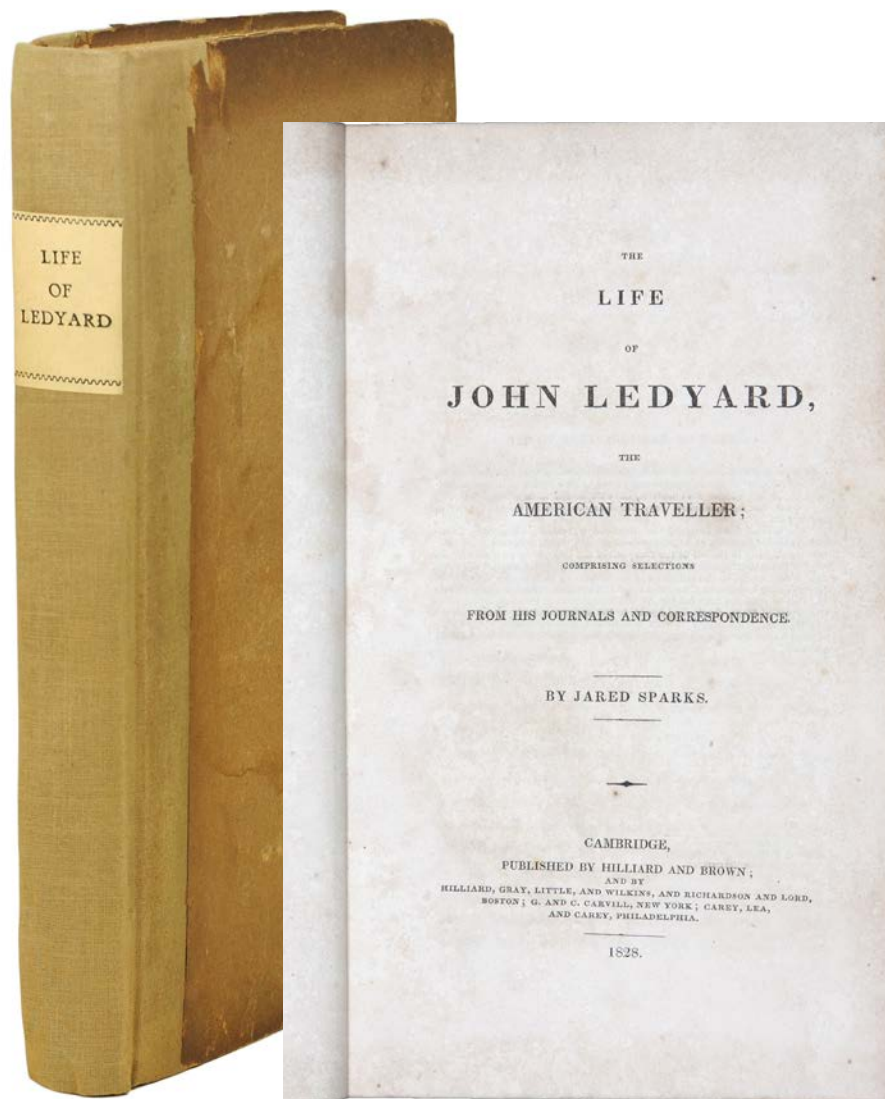 LIFE
OF
LEDYARD
THE
LIFE
OF
JOHN LEDYARD,
THE
AMERICAN TRAVELLER;
COMPRISING SELECTIONS
FROM HIS JOURNALS AND CORRESPONDENCE.
BY JARED SPARKS.
CAMBRIDGE,
PUBLISHED BY HILLIARD AND BROWN;
AND BY
HILLIARD, GRAY, LITTLE, AND WILKINS, AND RICHARDSON AND LORD,
BOSTON; G. AND C. CARVILL, NEW YORK; CAREY, LEA,
AND CAREY, PHILADELPHIA.
1828.